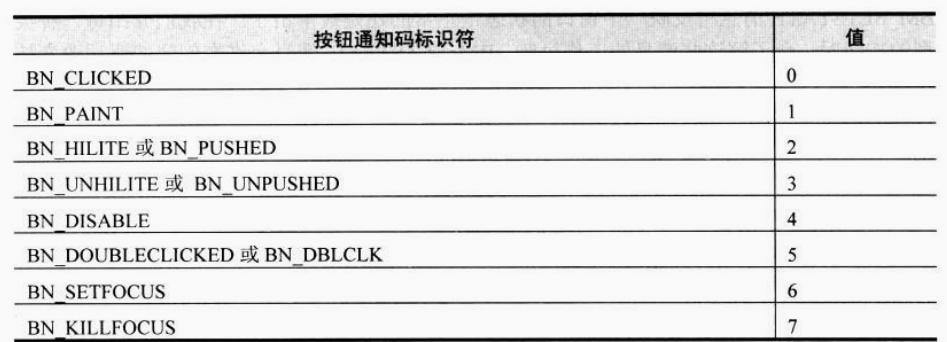 按钮通知码标识符 值
BN_CLICKED 0
BN_PAINT 1
BN_HILITE 或 BN_PUSHED 2
BN_UNHILITE 或 BN_UNPUSHED 3
BN_DISABLE 4
BN_DOUBLECLICKED 或 BN_DBLCLK 5
BN_SETFOCUS 6
BN_KILLFOCUS 7